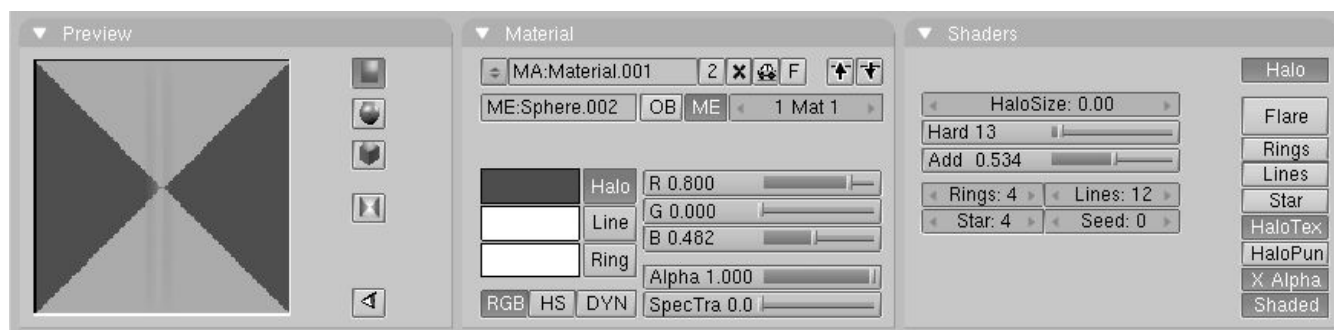 Preview
Material
MA:Material.001 2 F
ME:Sphere.002 OB ME 1 Mat 1
Halo R 0.800
Line G 0.000
B 0.482
Ring
Alpha 1.000
RGB HS DYN SpecTra 0.0
Shaders
Halo
HaloSize: 0.00
Flare
Hard 13
Rings
Add 0.534
Lines
Rings: 4 Lines: 12
Star
Star: 4 Seed: 0
HaloTex
HaloPun
X Alpha
Shaded